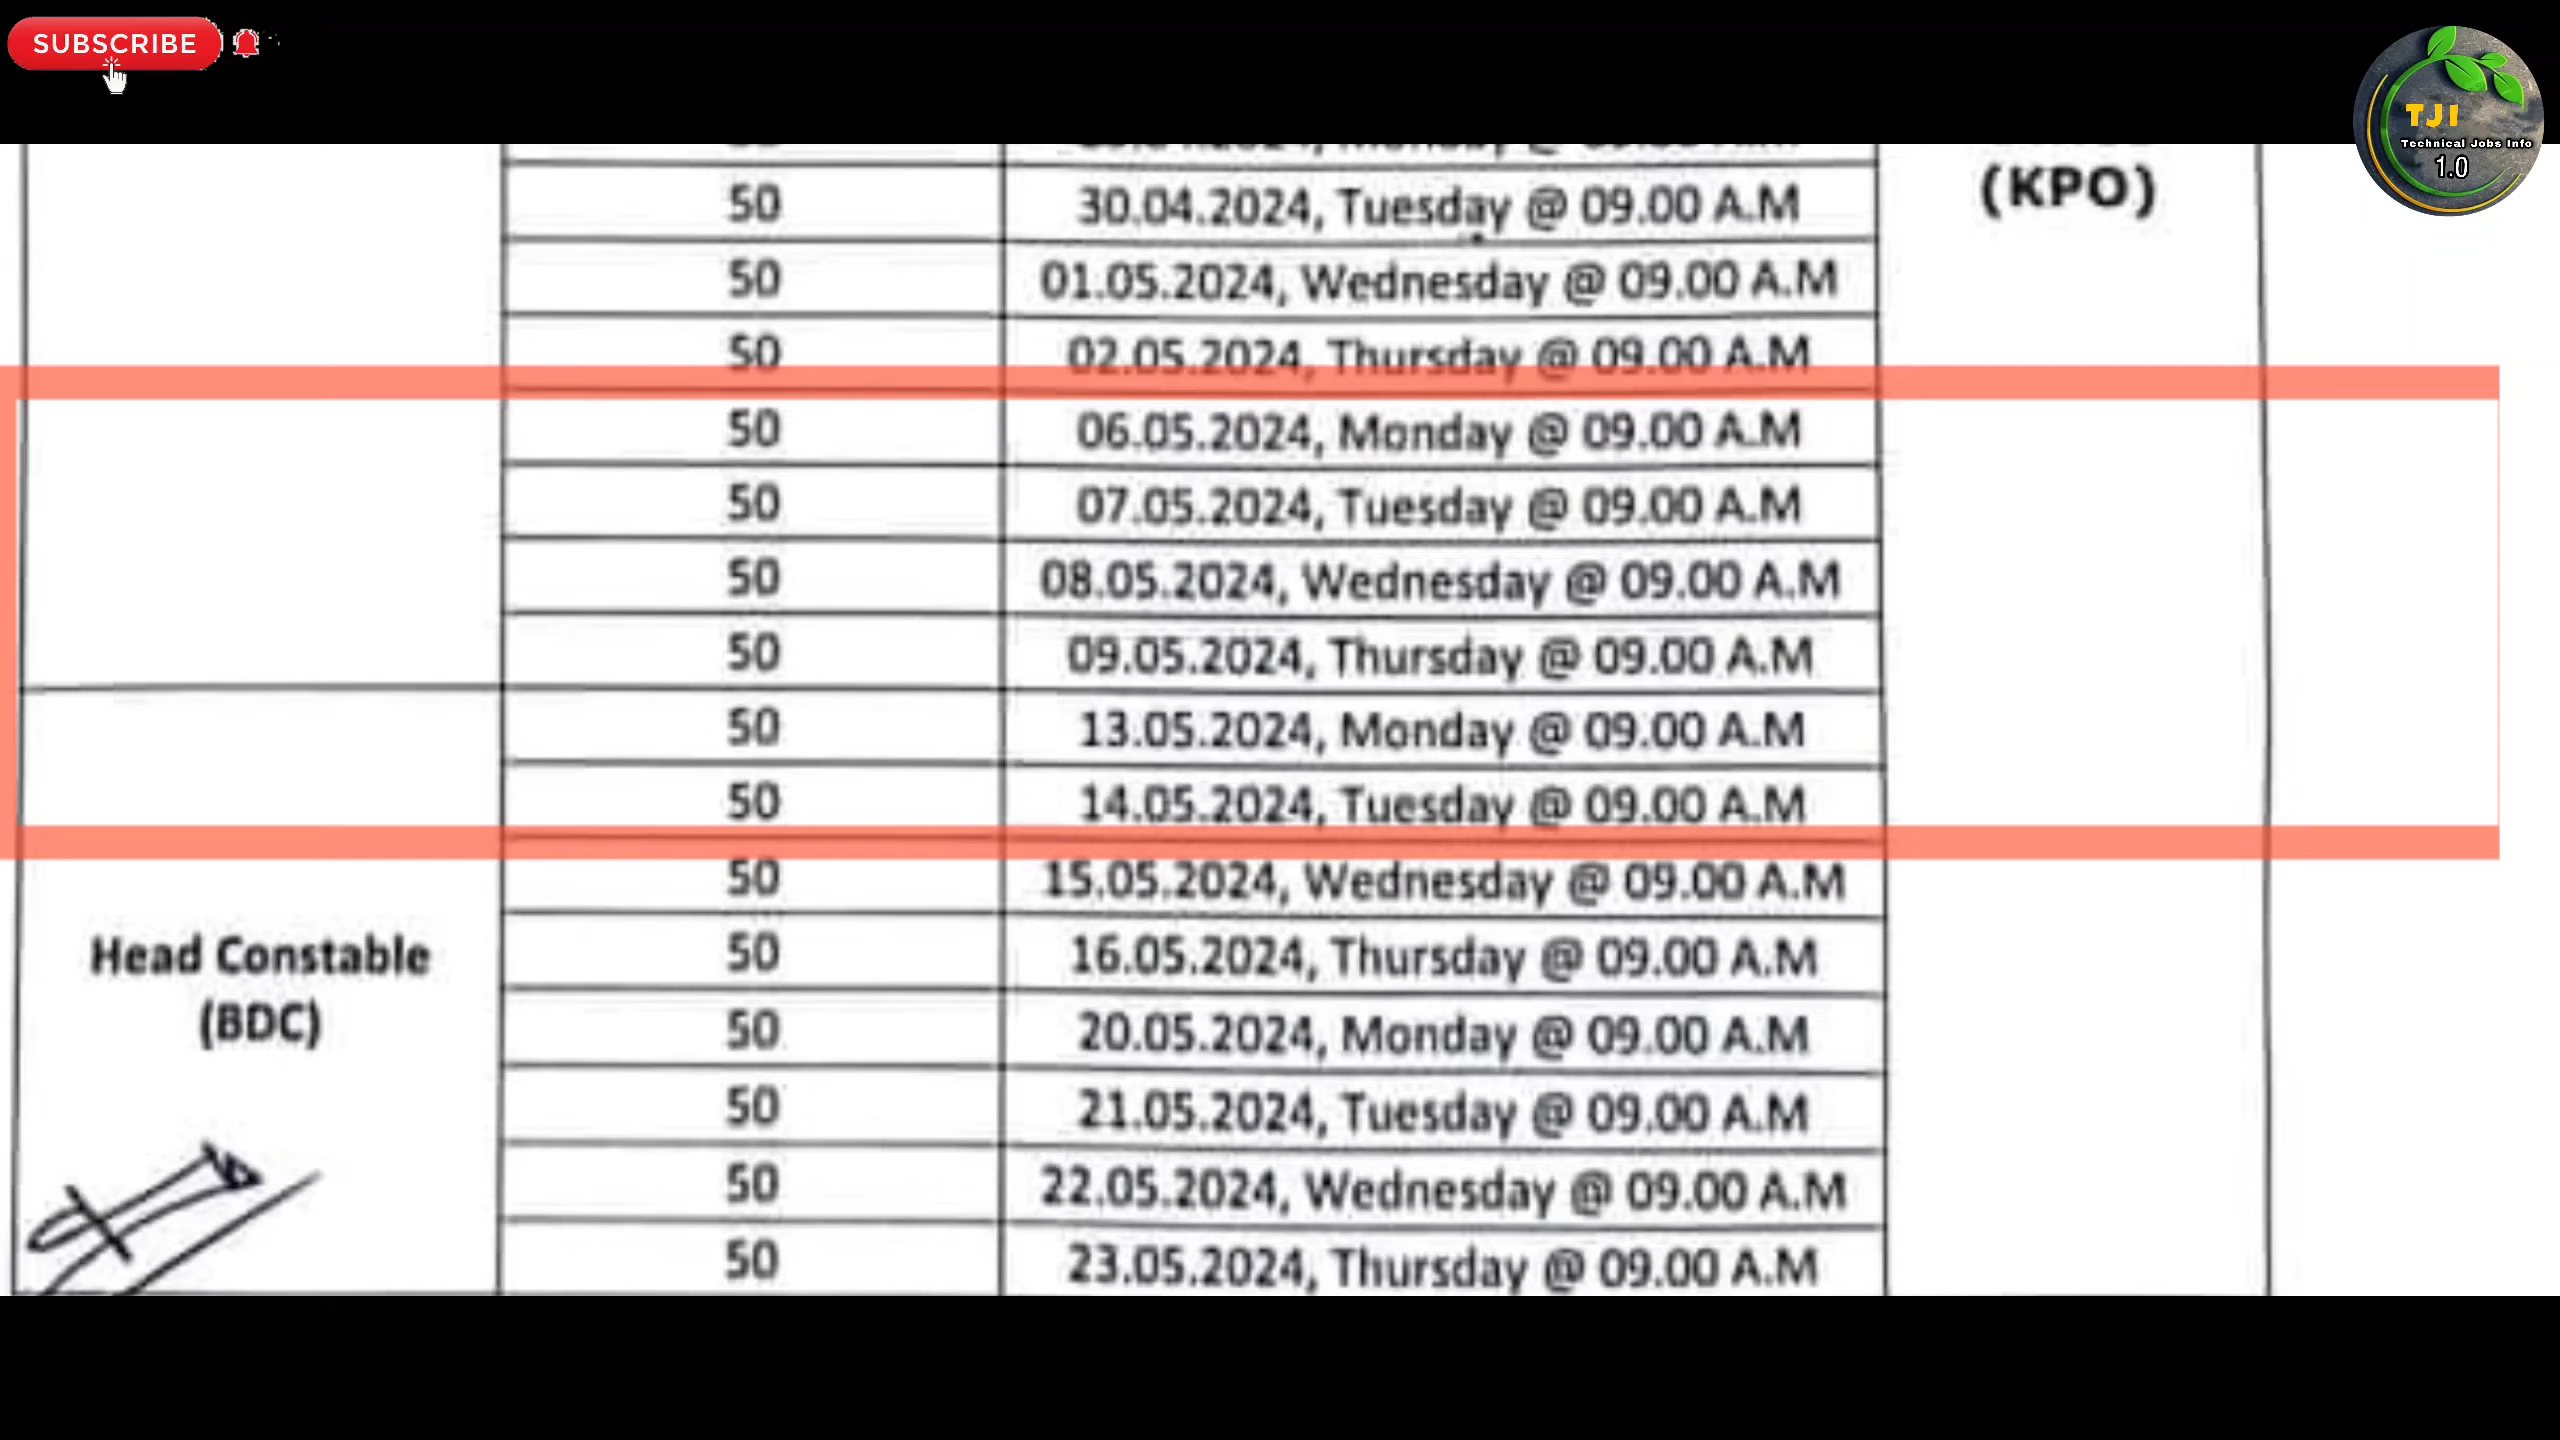 SUBSCRIBE
TJI
Technical Jobs Info
1.0
(KPO)
50 30.04.2024, Tuesday @ 09.00 A.M
50 01.05.2024, Wednesday @ 09.00 A.M
50 02.05.2024, Thursday @ 09.00 A.M
50 06.05.2024, Monday @ 09.00 A.M
50 07.05.2024, Tuesday @ 09.00 A.M
50 08.05.2024, Wednesday @ 09.00 A.M
50 09.05.2024, Thursday @ 09.00 A.M
50 13.05.2024, Monday @ 09.00 A.M
50 14.05.2024, Tuesday @ 09.00 A.M
50 15.05.2024, Wednesday @ 09.00 A.M
Head Constable
(BDC)
50 16.05.2024, Thursday @ 09.00 A.M
50 20.05.2024, Monday @ 09.00 A.M
50 21.05.2024, Tuesday @ 09.00 A.M
50 22.05.2024, Wednesday @ 09.00 A.M
50 23.05.2024, Thursday @ 09.00 A.M